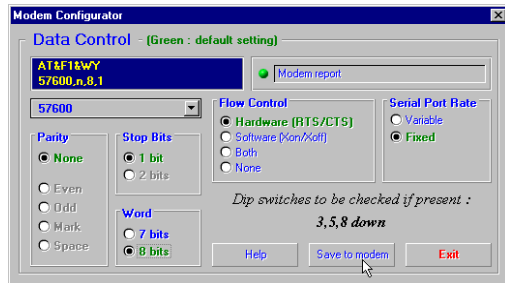 Modem Configurator
Data Control - (Green : default setting)
AT&F1&WY
57600,n,8,1
Modem report
57600
Flow Control
Hardware (RTS/CTS)
Software (Xon/Xoff)
Both
None
Serial Port Rate
Variable
Fixed
Parity
None
Even
Odd
Mark
Space
Stop Bits
1 bit
2 bits
Word
7 bits
8 bits
Dip switches to be checked if present :
3,5,8 down
Help
Save to modem
Exit